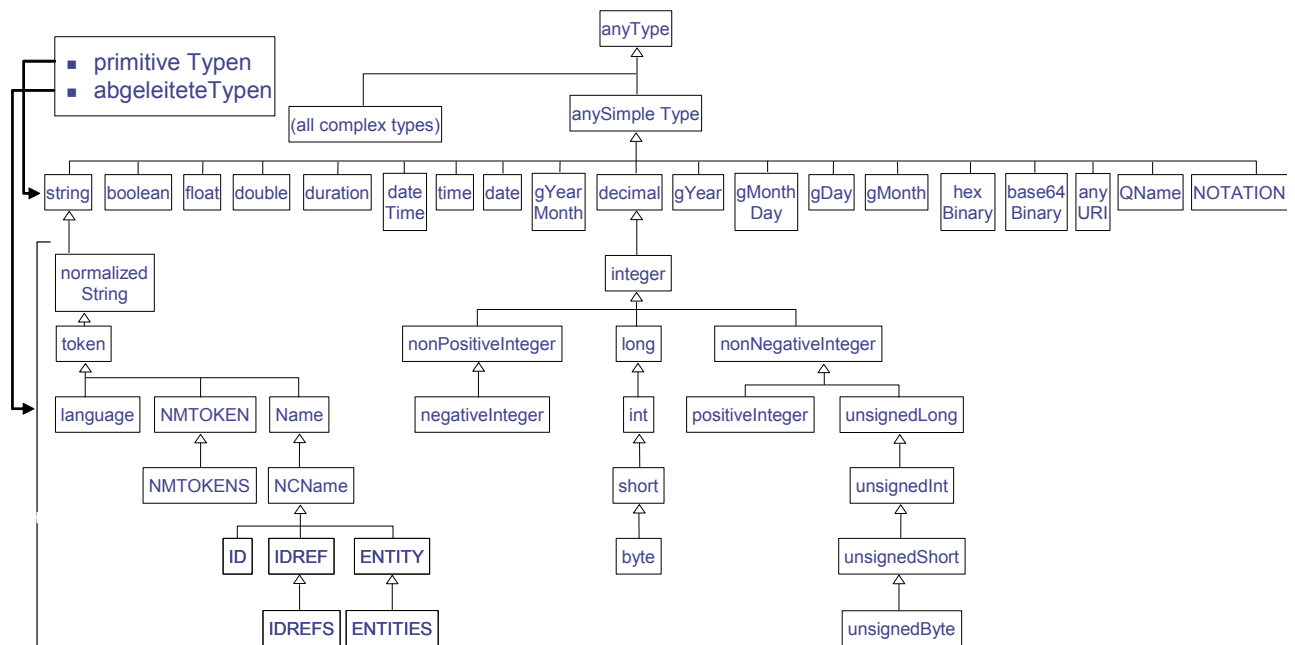 anyType
▪ primitive Typen
▪ abgeleiteteTypen
(all complex types)
anySimple Type
string
boolean
float
double
duration
date
Time
time
date
gYear
Month
decimal
gYear
gMonth
Day
gDay
gMonth
hex
Binary
base64
Binary
any
URI
QName
NOTATION
normalized
String
integer
token
nonPositiveInteger
long
nonNegativeInteger
language
NMTOKEN
Name
negativeInteger
int
positiveInteger
unsignedLong
NMTOKENS
NCName
short
unsignedInt
ID
IDREF
ENTITY
byte
unsignedShort
IDREFS
ENTITIES
unsignedByte